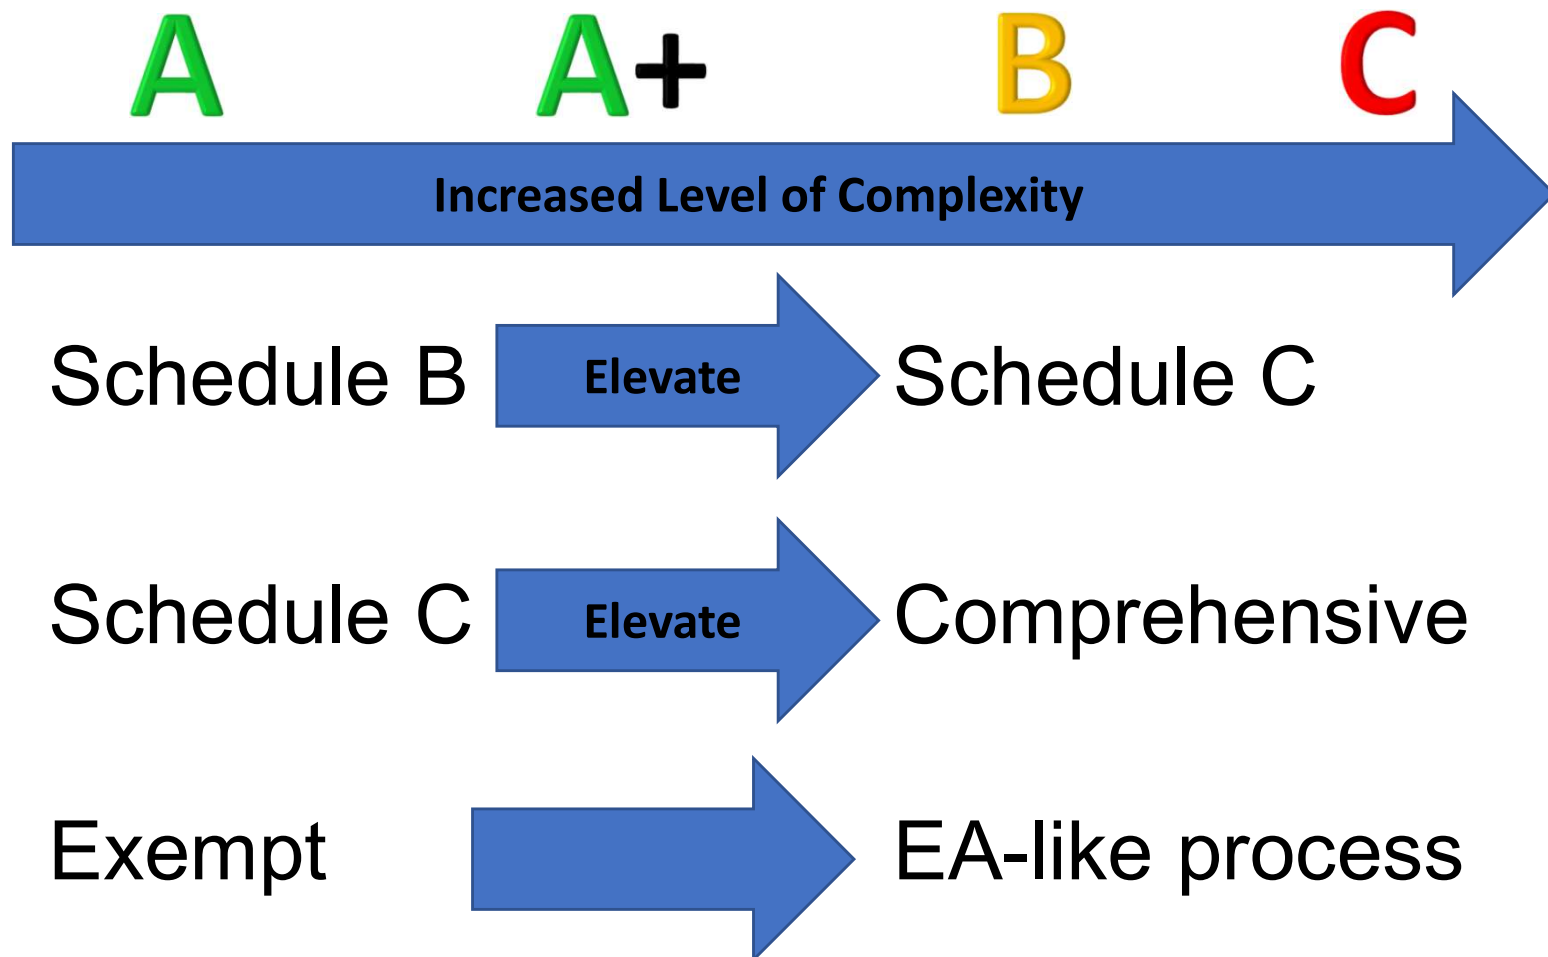 A A+ B C
Increased Level of Complexity
Schedule B Elevate Schedule C
Schedule C Elevate Comprehensive
Exempt EA-like process